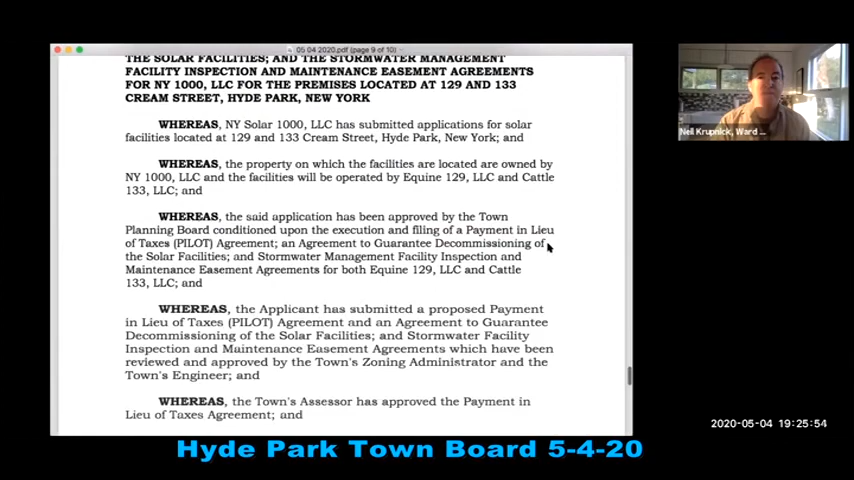 05 04 2020.pdf (page 9 of 10)
THE SOLAR FACILITIES; AND THE STORMWATER MANAGEMENT
FACILITY INSPECTION AND MAINTENANCE EASEMENT AGREEMENTS
FOR NY 1000, LLC FOR THE PREMISES LOCATED AT 129 AND 133
CREAM STREET, HYDE PARK, NEW YORK
WHEREAS, NY Solar 1000, LLC has submitted applications for solar
facilities located at 129 and 133 Cream Street, Hyde Park, New York; and
WHEREAS, the property on which the facilities are located are owned by
NY 1000, LLC and the facilities will be operated by Equine 129, LLC and Cattle
133, LLC; and
WHEREAS, the said application has been approved by the Town
Planning Board conditioned upon the execution and filing of a Payment in Lieu
of Taxes (PILOT) Agreement; an Agreement to Guarantee Decommissioning of
the Solar Facilities; and Stormwater Management Facility Inspection and
Maintenance Easement Agreements for both Equine 129, LLC and Cattle
133, LLC; and
WHEREAS, the Applicant has submitted a proposed Payment
in Lieu of Taxes (PILOT) Agreement and an Agreement to Guarantee
Decommissioning of the Solar Facilities; and Stormwater Facility
Inspection and Maintenance Easement Agreements which have been
reviewed and approved by the Town's Zoning Administrator and the
Town's Engineer; and
WHEREAS, the Town's Assessor has approved the Payment in
Lieu of Taxes Agreement; and
Neil Krupnick, Ward ...
2020-05-04 19:25:54
Hyde Park Town Board 5-4-20